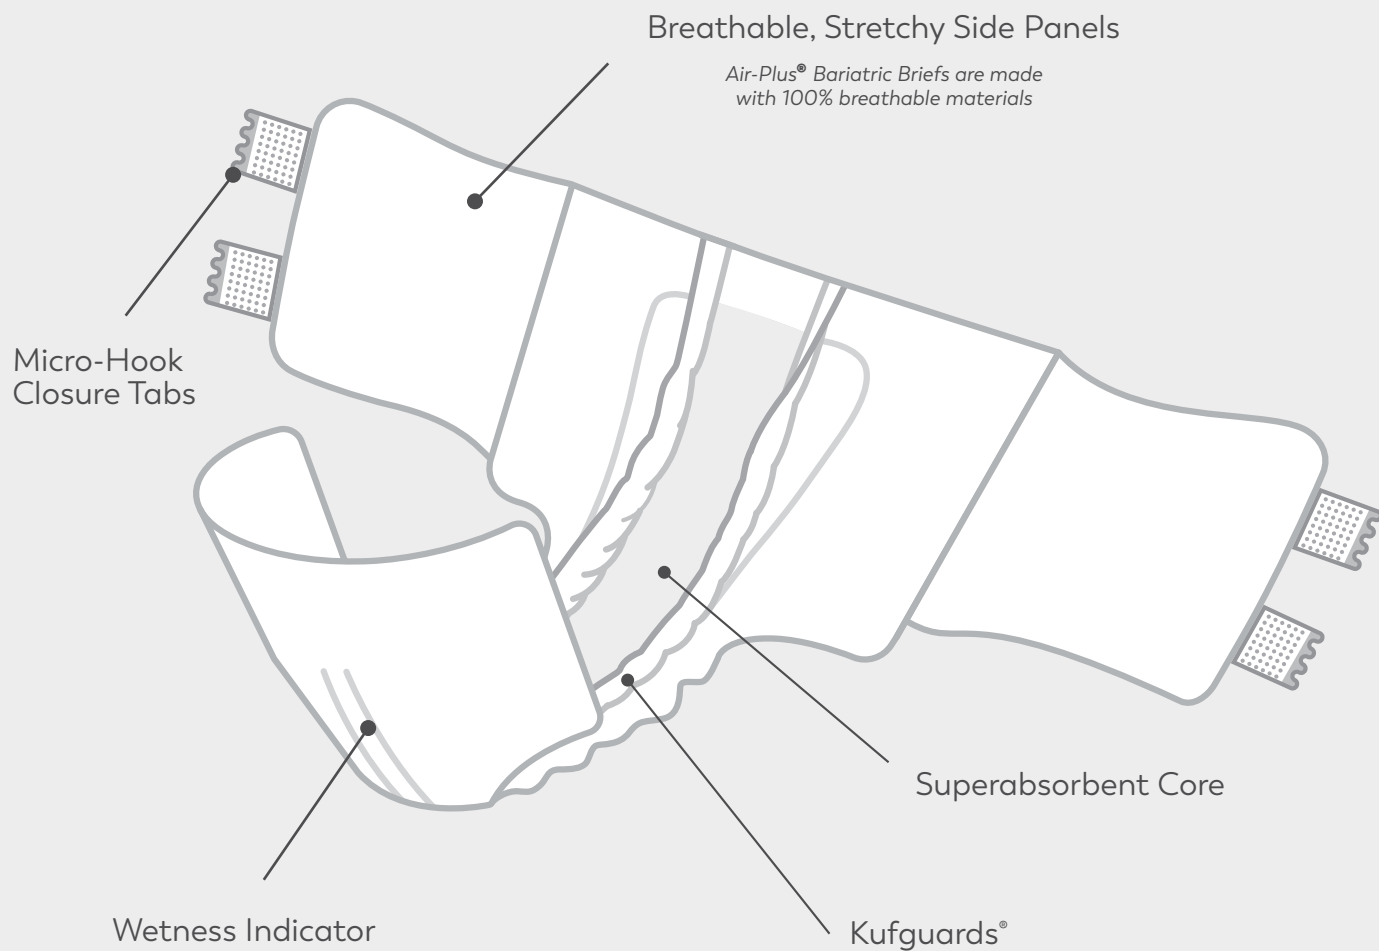 Breathable, Stretchy Side Panels
Air-Plus® Bariatric Briefs are made
with 100% breathable materials
Micro-Hook
Closure Tabs
Superabsorbent Core
Wetness Indicator
Kufguards®